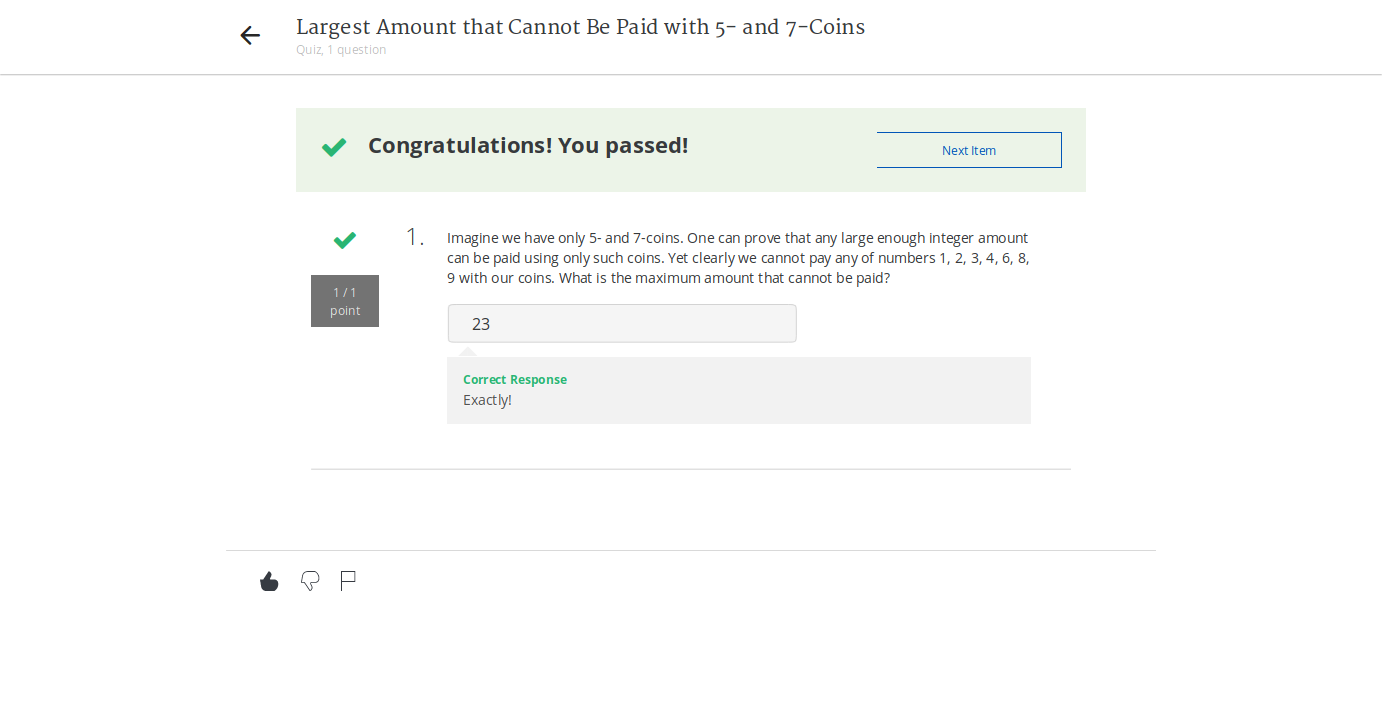 Largest Amount that Cannot Be Paid with 5- and 7-Coins
Quiz, 1 question
Congratulations! You passed!
Next Item
1 / 1
point
1.
Imagine we have only 5- and 7-coins. One can prove that any large enough integer amount
can be paid using only such coins. Yet clearly we cannot pay any of numbers 1, 2, 3, 4, 6, 8,
9 with our coins. What is the maximum amount that cannot be paid?
23
Correct Response
Exactly!